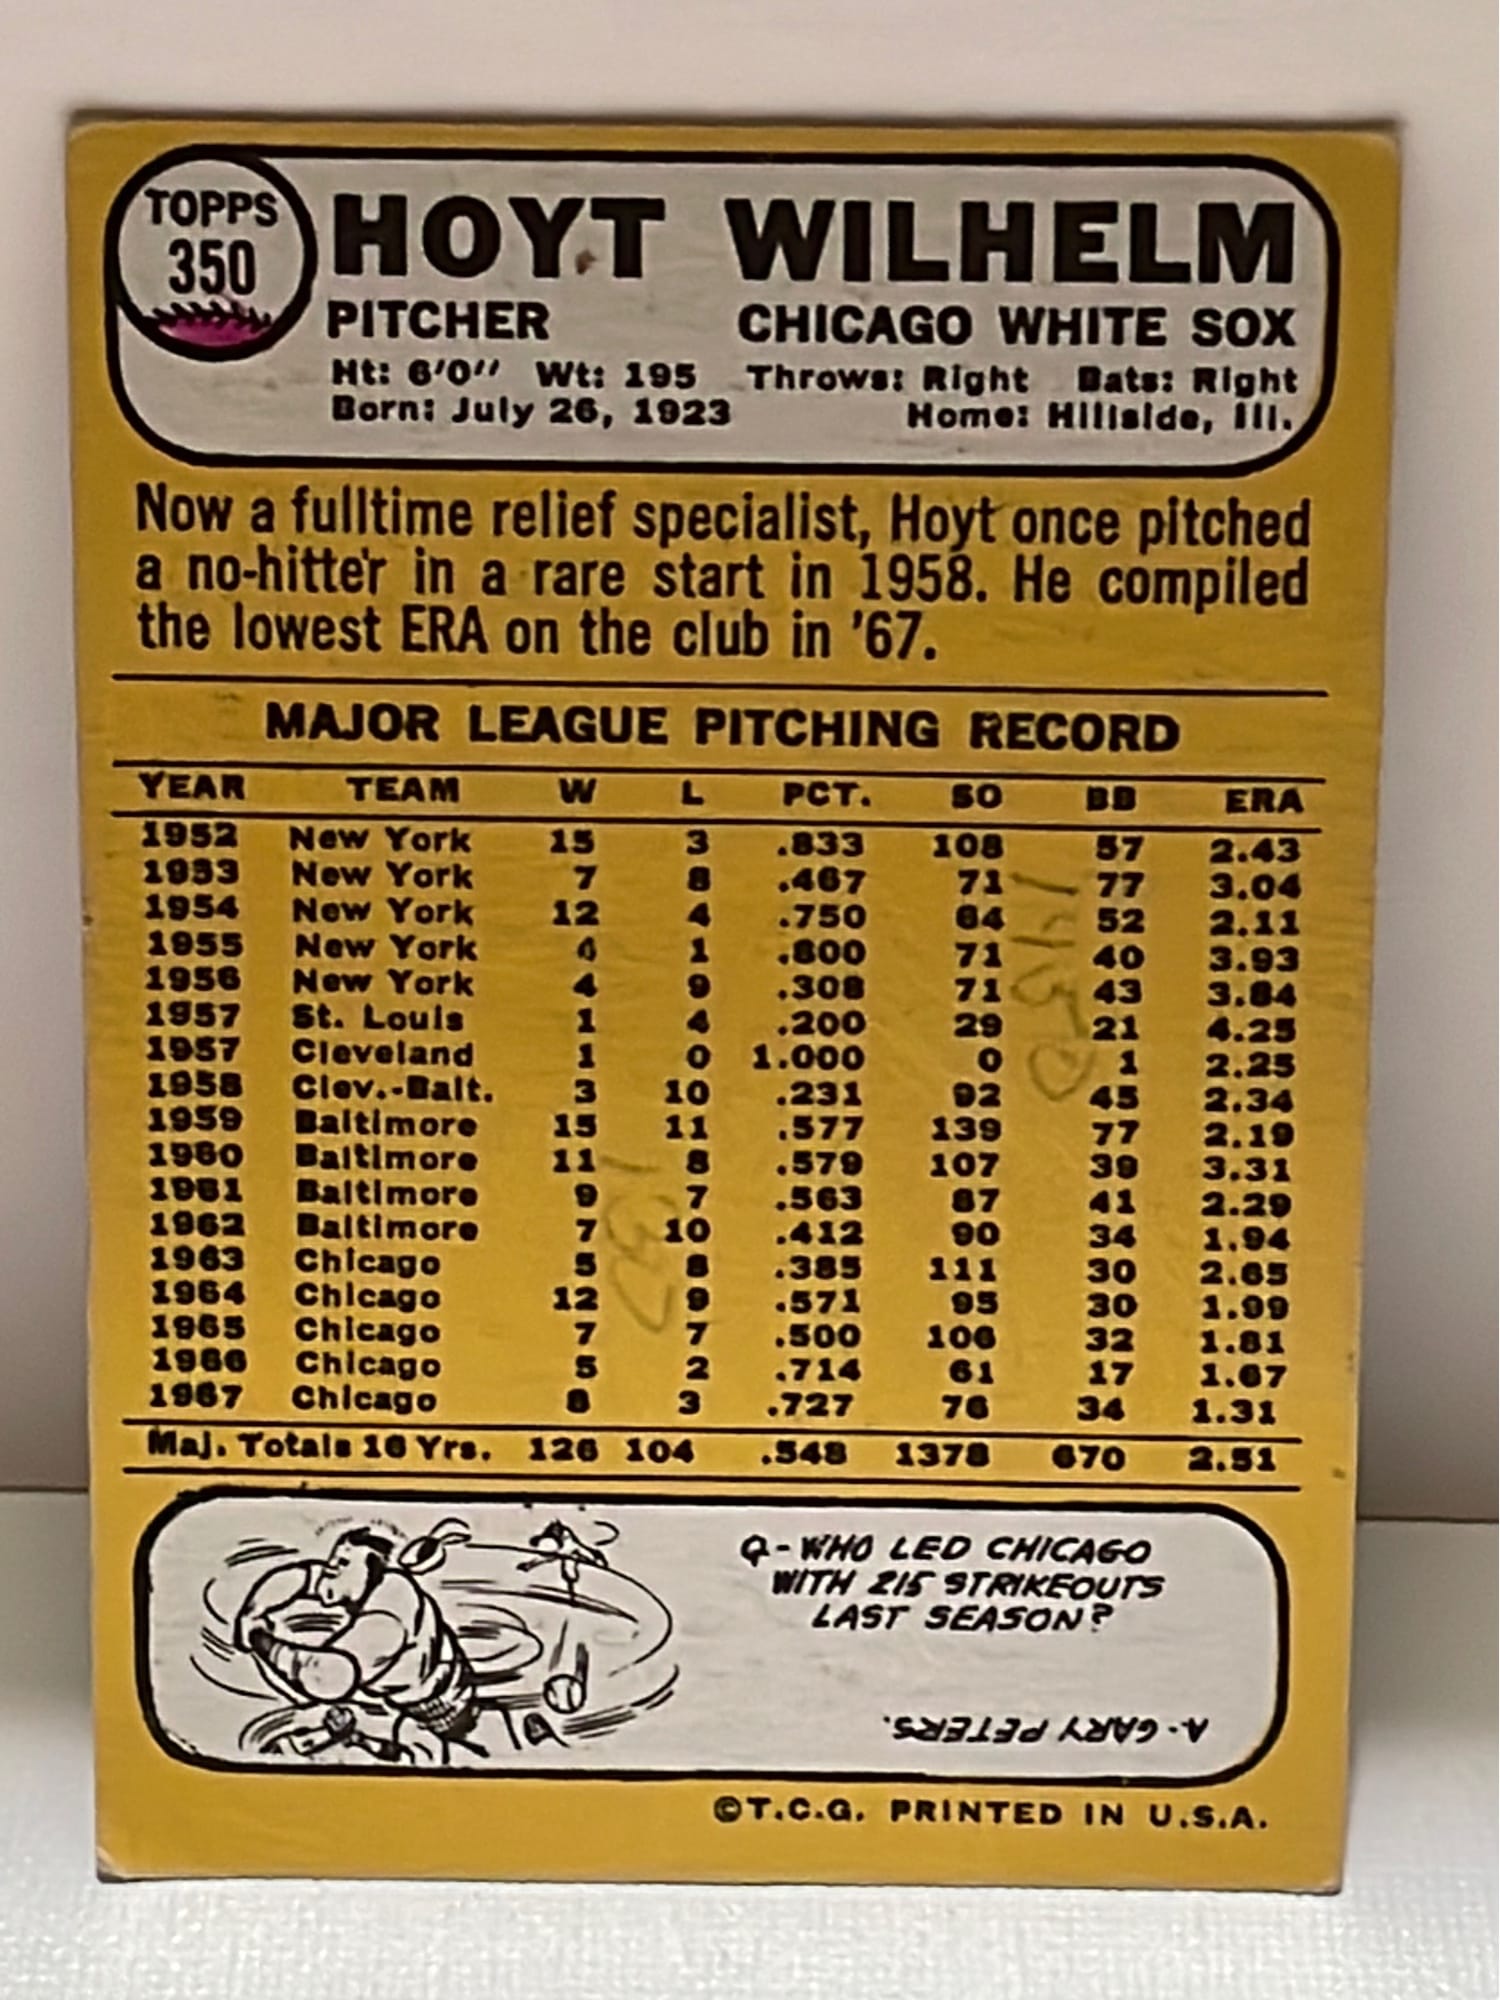 TOPPS
350
HOYT WILHELM
PITCHER CHICAGO WHITE SOX
Ht: 6'0" Wt: 195 Throws: Right Bats: Right
Born: July 26, 1923 Home: Hillside, Ill.
Now a fulltime relief specialist, Hoyt once pitched
a no-hitter in a rare start in 1958. He compiled
the lowest ERA on the club in '67.
MAJOR LEAGUE PITCHING RECORD
YEAR TEAM W L PCT. SO BB ERA
1952 New York 15 3 .833 108 57 2.43
1953 New York 7 8 .467 71 77 3.04
1954 New York 12 4 .750 64 52 2.11
1955 New York 4 1 .800 71 40 3.93
1956 New York 4 9 .308 71 43 3.84
1957 St. Louis 1 4 .200 29 21 4.25
1957 Cleveland 1 0 1.000 0 1 2.25
1958 Clev.-Balt. 3 10 .231 92 45 2.34
1959 Baltimore 15 11 .577 139 77 2.19
1960 Baltimore 11 8 .579 107 39 3.31
1961 Baltimore 9 7 .563 87 41 2.29
1962 Baltimore 7 10 .412 90 34 1.94
1963 Chicago 5 8 .385 111 30 2.65
1964 Chicago 12 9 .571 95 30 1.99
1965 Chicago 7 7 .500 106 32 1.81
1966 Chicago 5 2 .714 61 17 1.67
1967 Chicago 8 3 .727 76 34 1.31
Maj. Totals 16 Yrs. 126 104 .548 1378 670 2.51
1450
Q-WHO LED CHICAGO
WITH 215 STRIKEOUTS
LAST SEASON?
A-GARY PETERS.
©T.C.G. PRINTED IN U.S.A.